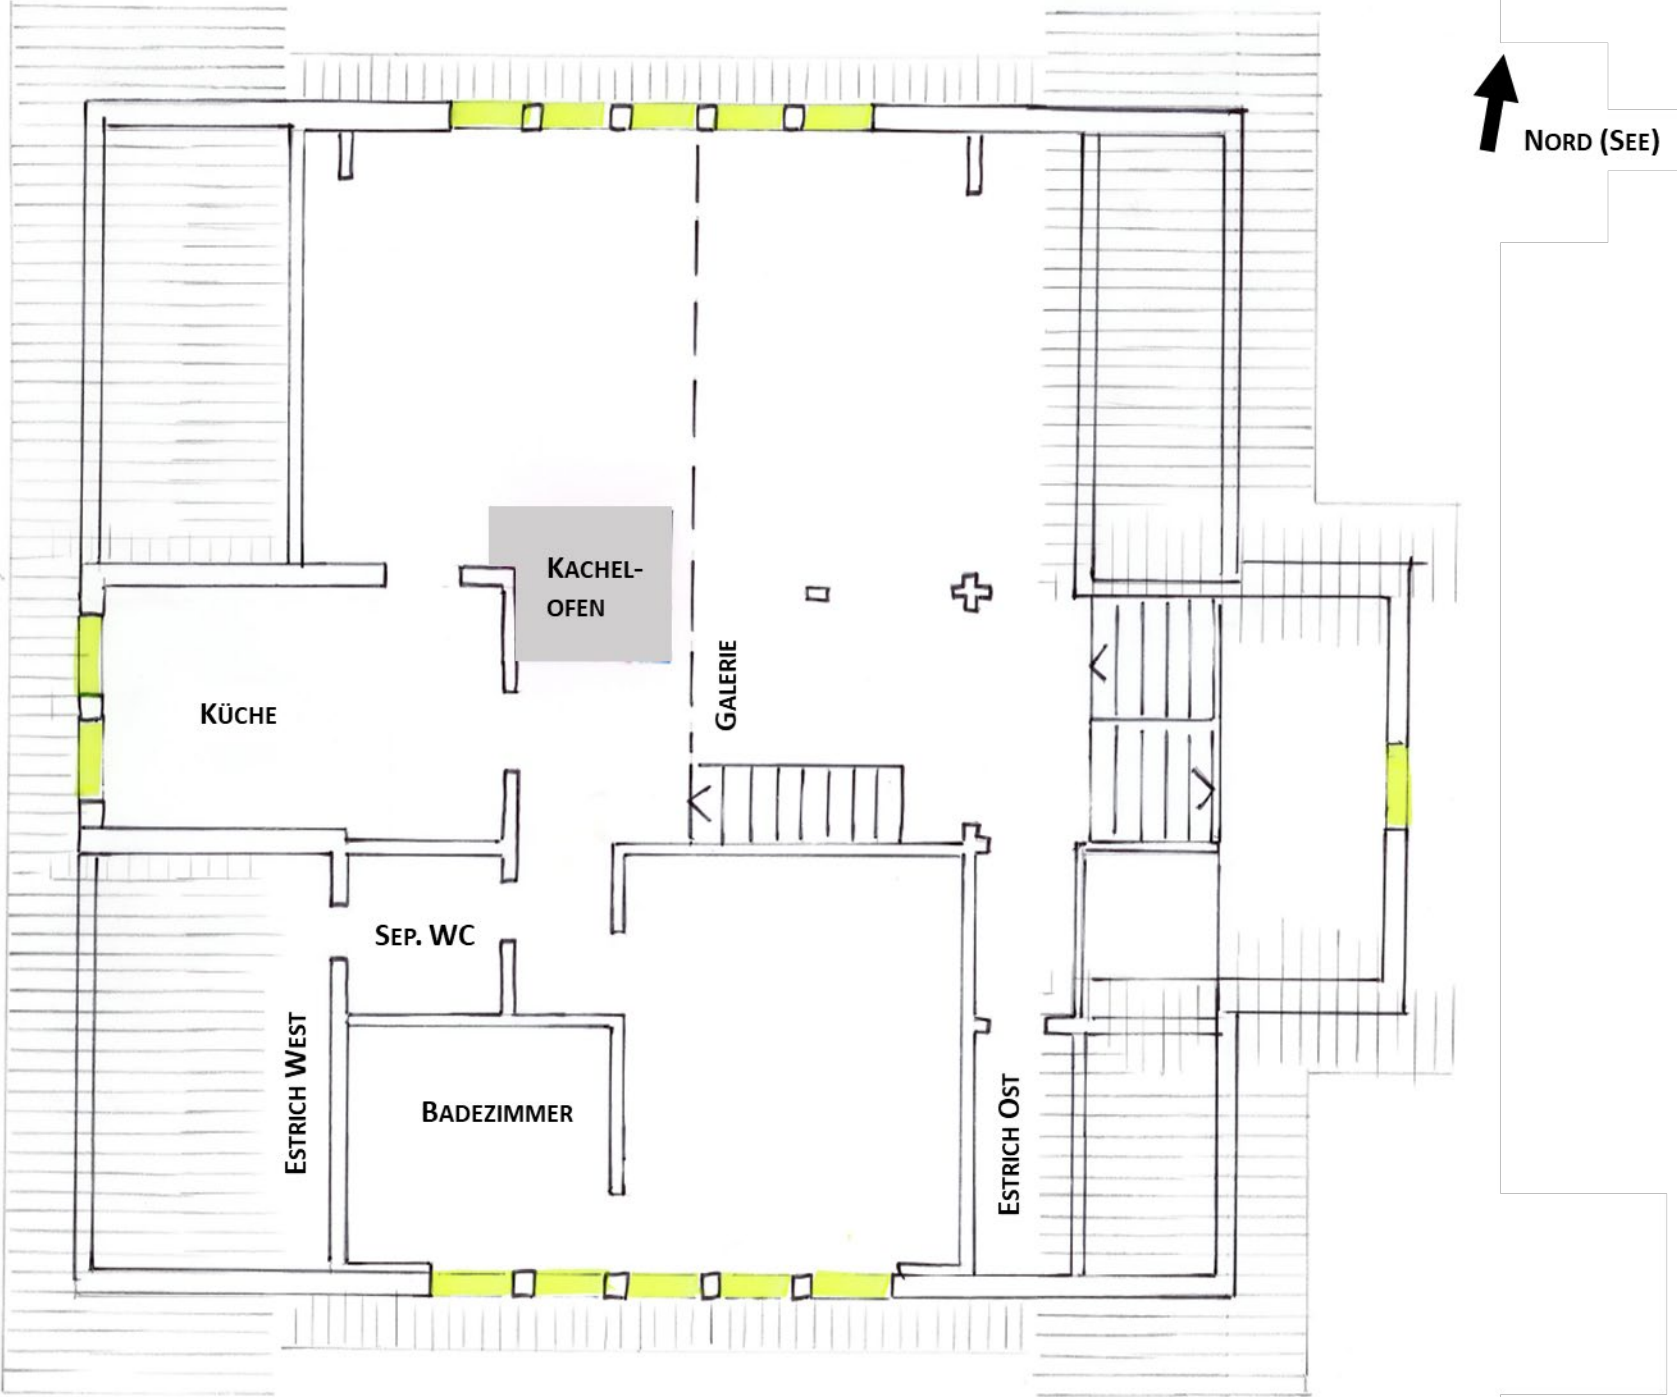 NORD (SEE)
KACHEL-
OFEN
GALERIE
KÜCHE
SEP. WC
ESTRICH WEST
BADEZIMMER
ESTRICH OST